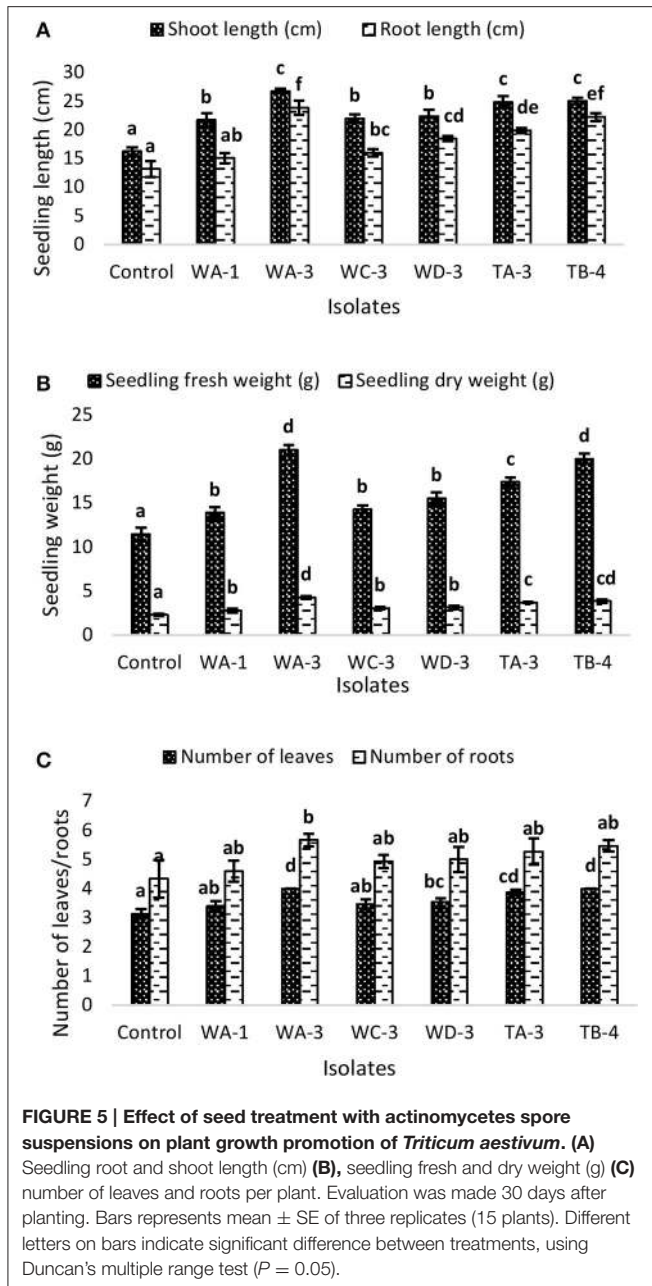 A
Shoot length (cm) Root length (cm)
Seedling length (cm)
30
25
20
15
10
5
0
a a b ab c f b bc b cd c de c ef
Control WA-1 WA-3 WC-3 WD-3 TA-3 TB-4
Isolates
B
Seedling fresh weight (g) Seedling dry weight (g)
Seedling weight (g)
25
20
15
10
5
0
a a b b d d b b b b c c d cd
Control WA-1 WA-3 WC-3 WD-3 TA-3 TB-4
Isolates
C
Number of leaves Number of roots
Number of leaves/roots
7
6
5
4
3
2
1
0
a a ab ab d b ab ab bc ab cd ab d ab
Control WA-1 WA-3 WC-3 WD-3 TA-3 TB-4
Isolates
FIGURE 5 | Effect of seed treatment with actinomycetes spore
suspensions on plant growth promotion of Triticum aestivum. (A)
Seedling root and shoot length (cm) (B), seedling fresh and dry weight (g) (C)
number of leaves and roots per plant. Evaluation was made 30 days after
planting. Bars represents mean ± SE of three replicates (15 plants). Different
letters on bars indicate significant difference between treatments, using
Duncan's multiple range test (P = 0.05).